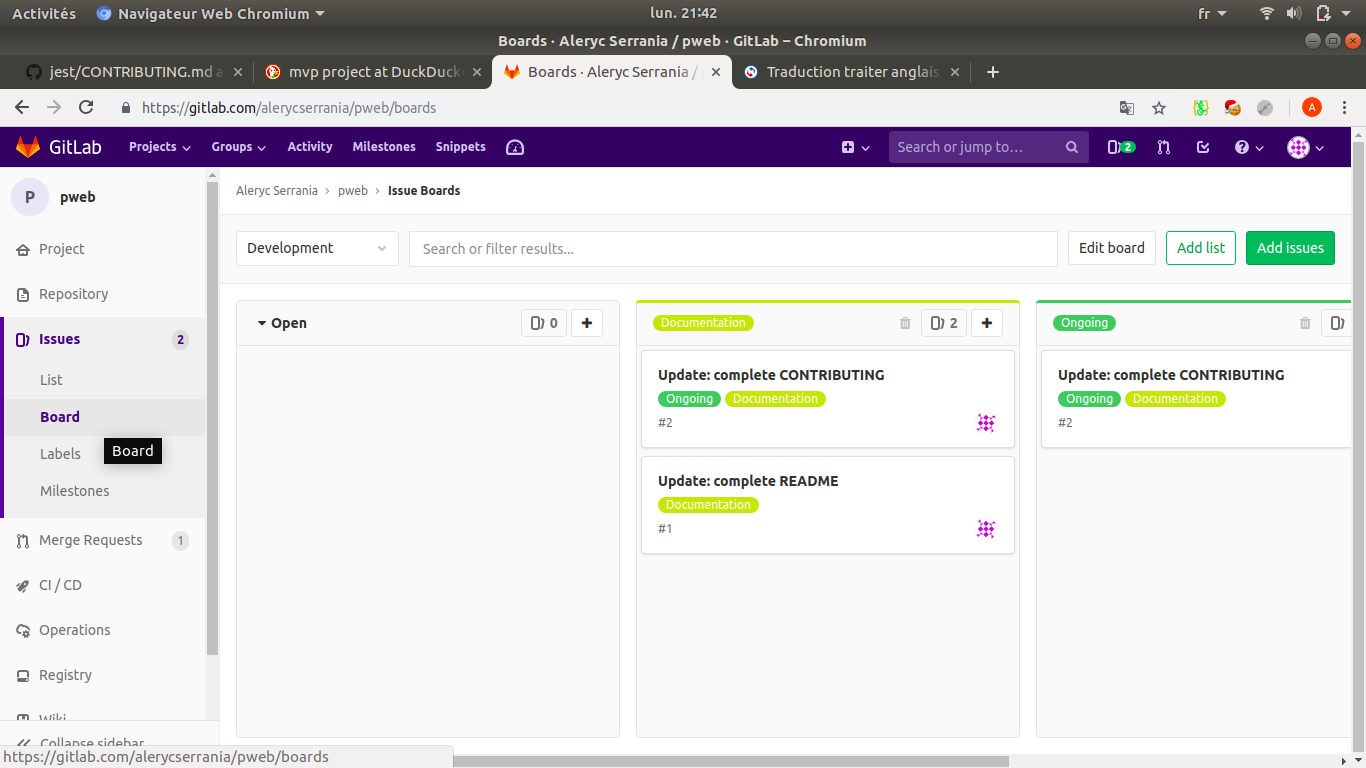 Activités Navigateur Web Chromium lun. 21:42 fr
Boards · Aleryc Serrania / pweb · GitLab – Chromium
jest/CONTRIBUTING.md a mvp project at DuckDuck Boards · Aleryc Serrania / p Traduction traiter anglais
https://gitlab.com/alerycserrania/pweb/boards A
GitLab Projects Groups Activity Milestones Snippets Search or jump to… 2
P pweb
Aleryc Serrania › pweb › Issue Boards
Project
Repository
Issues 2
List
Board
Labels
Board
Milestones
Merge Requests 1
CI / CD
Operations
Registry
Wiki
Collapse sidebar
https://gitlab.com/alerycserrania/pweb/boards
Development Search or filter results... Edit board Add list Add issues
Open 0
Documentation 2
Update: complete CONTRIBUTING
Ongoing Documentation
#2
Update: complete README
Documentation
#1
Ongoing
Update: complete CONTRIBUTING
Ongoing Documentation
#2